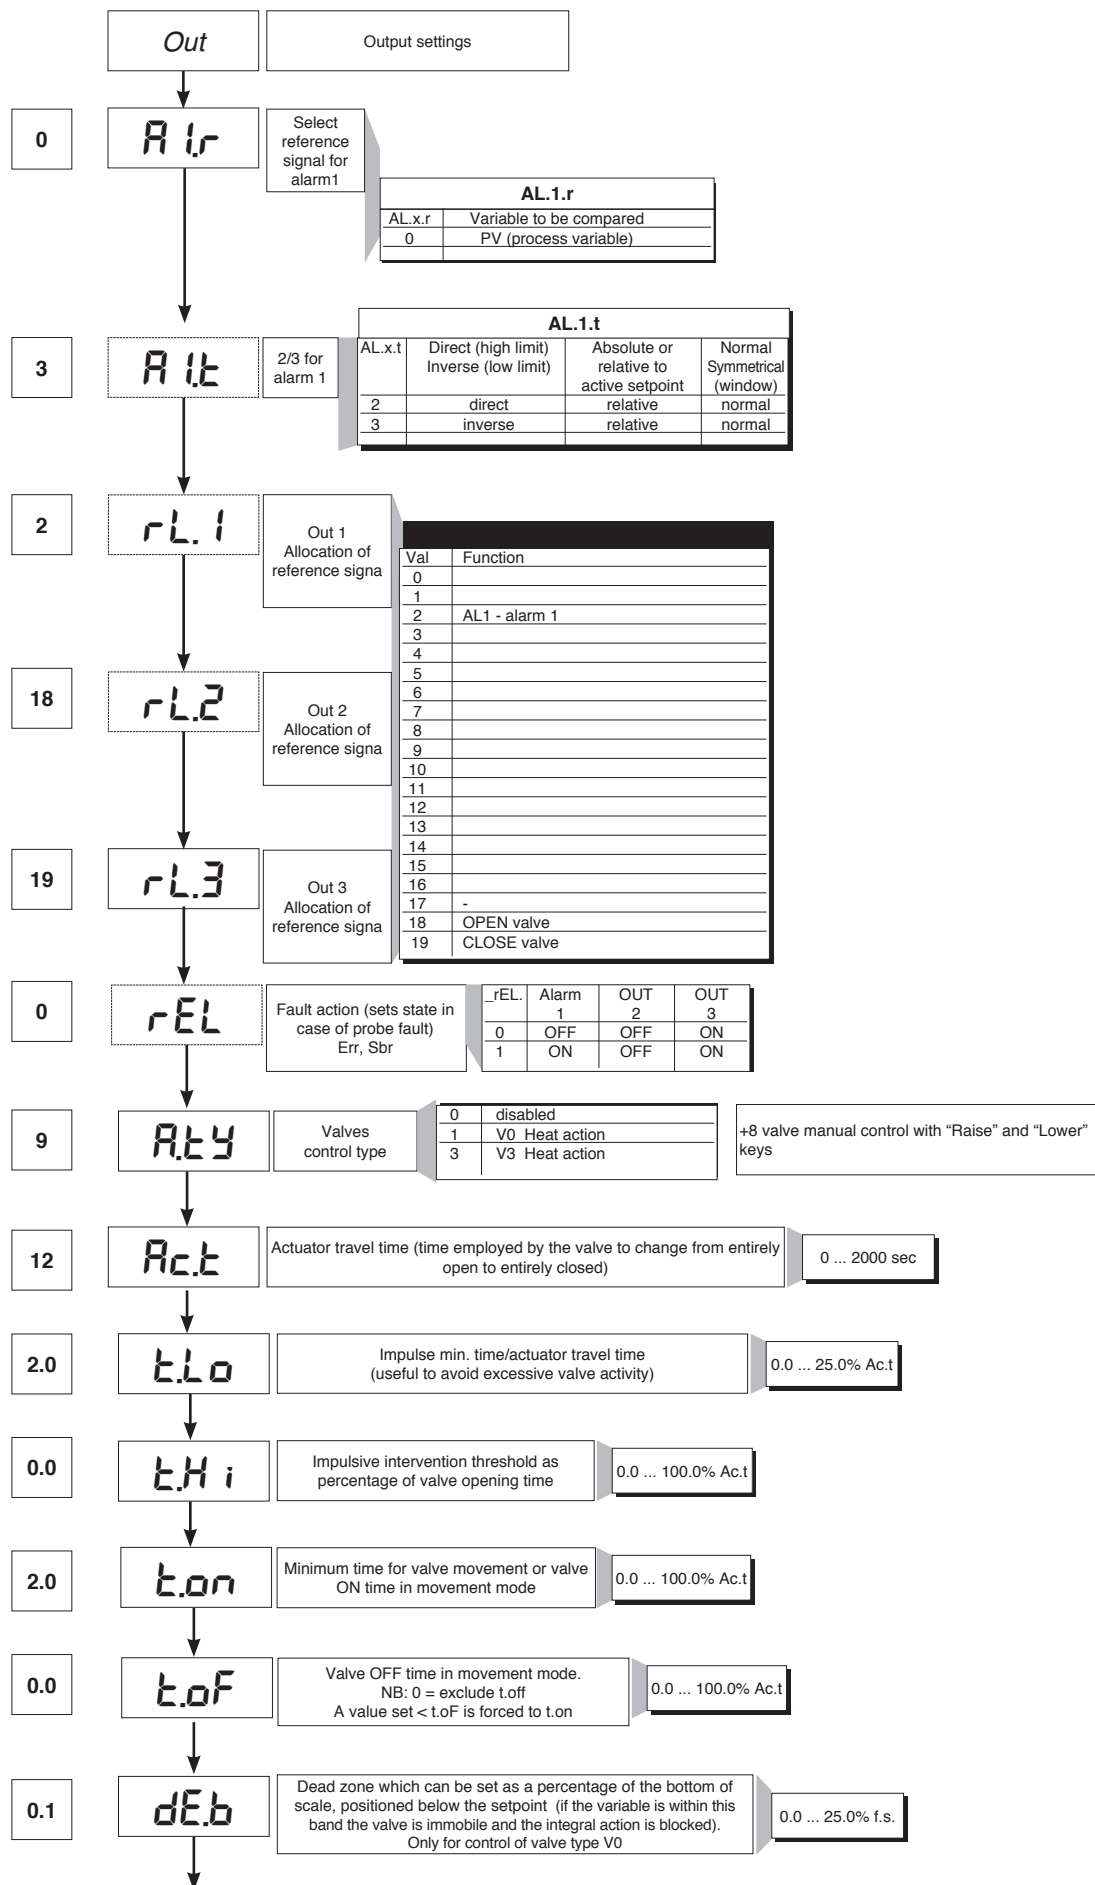 Out
Output settings
0
A1.r
Select
reference
signal for
alarm1
AL.1.r
AL.x.r Variable to be compared
0 PV (process variable)
3
A1.t
2/3 for
alarm 1
AL.1.t
AL.x.t Direct (high limit) Absolute or Normal
Inverse (low limit) relative to Symmetrical
active setpoint (window)
2 direct relative normal
3 inverse relative normal
2
rL.1
Out 1
Allocation of
reference signa
Val Function
0
1
2 AL1 - alarm 1
3
4
5
6
7
8
9
10
11
12
13
14
15
16
17 -
18 OPEN valve
19 CLOSE valve
18
rL.2
Out 2
Allocation of
reference signa
19
rL.3
Out 3
Allocation of
reference signa
0
rEL
Fault action (sets state in
case of probe fault)
Err, Sbr
_rEL. Alarm OUT OUT
1 2 3
0 OFF OFF ON
1 ON OFF ON
9
A.tY
Valves
control type
0 disabled
1 V0 Heat action
3 V3 Heat action
+8 valve manual control with “Raise” and “Lower”
keys
12
Ac.t
Actuator travel time (time employed by the valve to change from entirely
open to entirely closed)
0 ... 2000 sec
2.0
t.Lo
Impulse min. time/actuator travel time
(useful to avoid excessive valve activity)
0.0 ... 25.0% Ac.t
0.0
t.Hi
Impulsive intervention threshold as
percentage of valve opening time
0.0 ... 100.0% Ac.t
2.0
t.on
Minimum time for valve movement or valve
ON time in movement mode
0.0 ... 100.0% Ac.t
0.0
t.oF
Valve OFF time in movement mode.
NB: 0 = exclude t.off
A value set < t.oF is forced to t.on
0.0 ... 100.0% Ac.t
0.1
dE.b
Dead zone which can be set as a percentage of the bottom of
scale, positioned below the setpoint (if the variable is within this
band the valve is immobile and the integral action is blocked).
Only for control of valve type V0
0.0 ... 25.0% f.s.